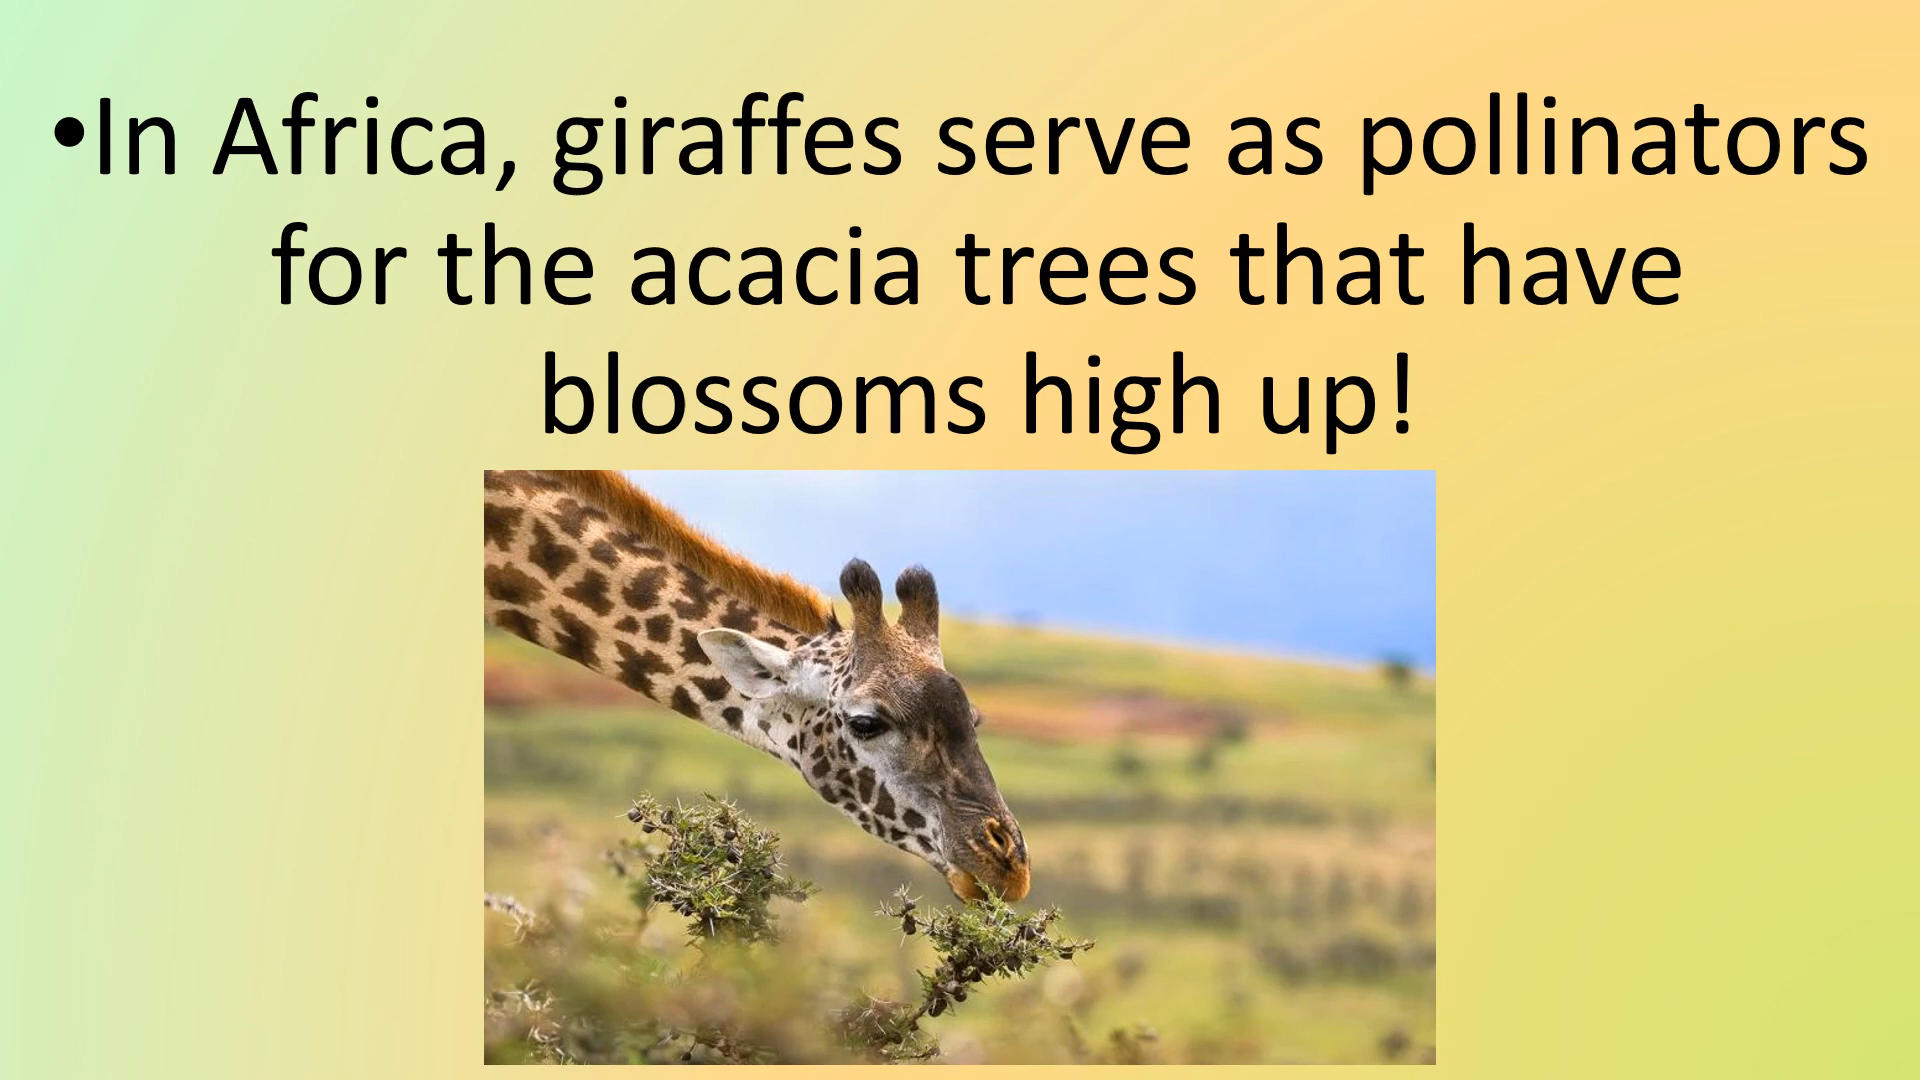 •In Africa, giraffes serve as pollinators
for the acacia trees that have
blossoms high up!